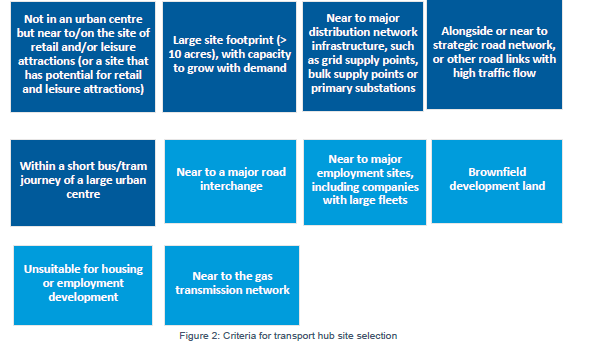 Not in an urban centre
but near to/on the site of
retail and/or leisure
attractions (or a site that
has potential for retail
and leisure attractions)
Large site footprint (>
10 acres), with capacity
to grow with demand
Near to major
distribution network
infrastructure, such
as grid supply points,
bulk supply points or
primary substations
Alongside or near to
strategic road network,
or other road links with
high traffic flow
Within a short bus/tram
journey of a large urban
centre
Near to a major road
interchange
Near to major
employment sites,
including companies
with large fleets
Brownfield
development land
Unsuitable for housing
or employment
development
Near to the gas
transmission network
Figure 2: Criteria for transport hub site selection